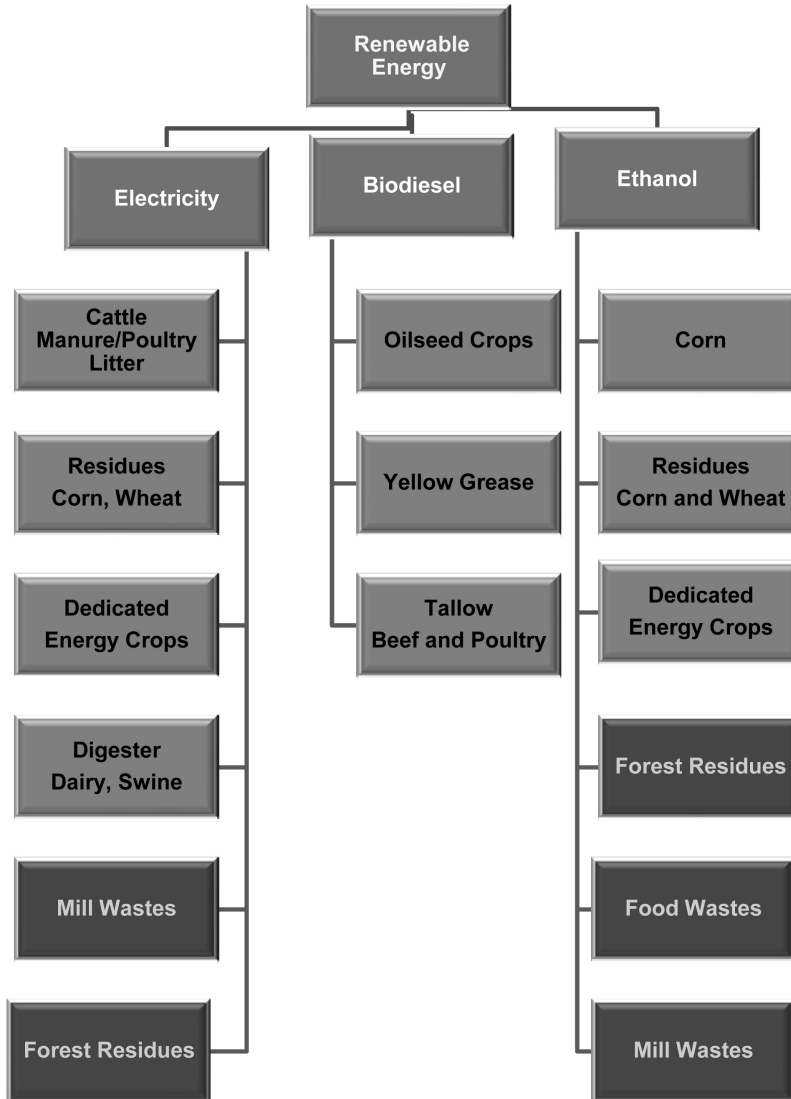 Renewable
Energy
Electricity
Biodiesel
Ethanol
Cattle
Manure/Poultry
Litter
Residues
Corn, Wheat
Dedicated
Energy Crops
Digester
Dairy, Swine
Mill Wastes
Forest Residues
Oilseed Crops
Yellow Grease
Tallow
Beef and Poultry
Corn
Residues
Corn and Wheat
Dedicated
Energy Crops
Forest Residues
Food Wastes
Mill Wastes